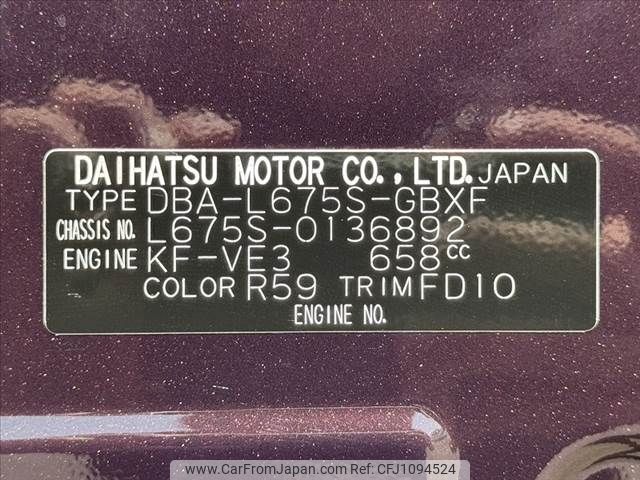 DAIHATSU MOTOR CO., LTD. JAPAN
TYPE DBA-L675S-GBXF
CHASSIS NO. L675S-0136892
ENGINE KF-VE3 658CC
COLOR R59 TRIM FD10
ENGINE NO.
www.CarFromJapan.com Ref: CFJ1094524